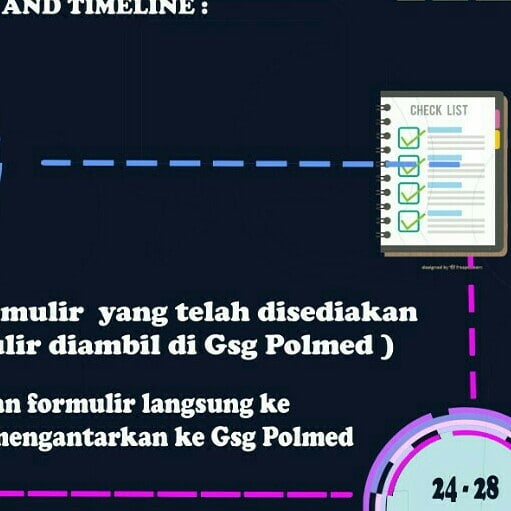 AND TIMELINE :
CHECK LIST
designed by freepik.com
mulir yang telah disediakan
ulir diambil di Gsg Polmed )
an formulir langsung ke
mengantarkan ke Gsg Polmed
24 - 28